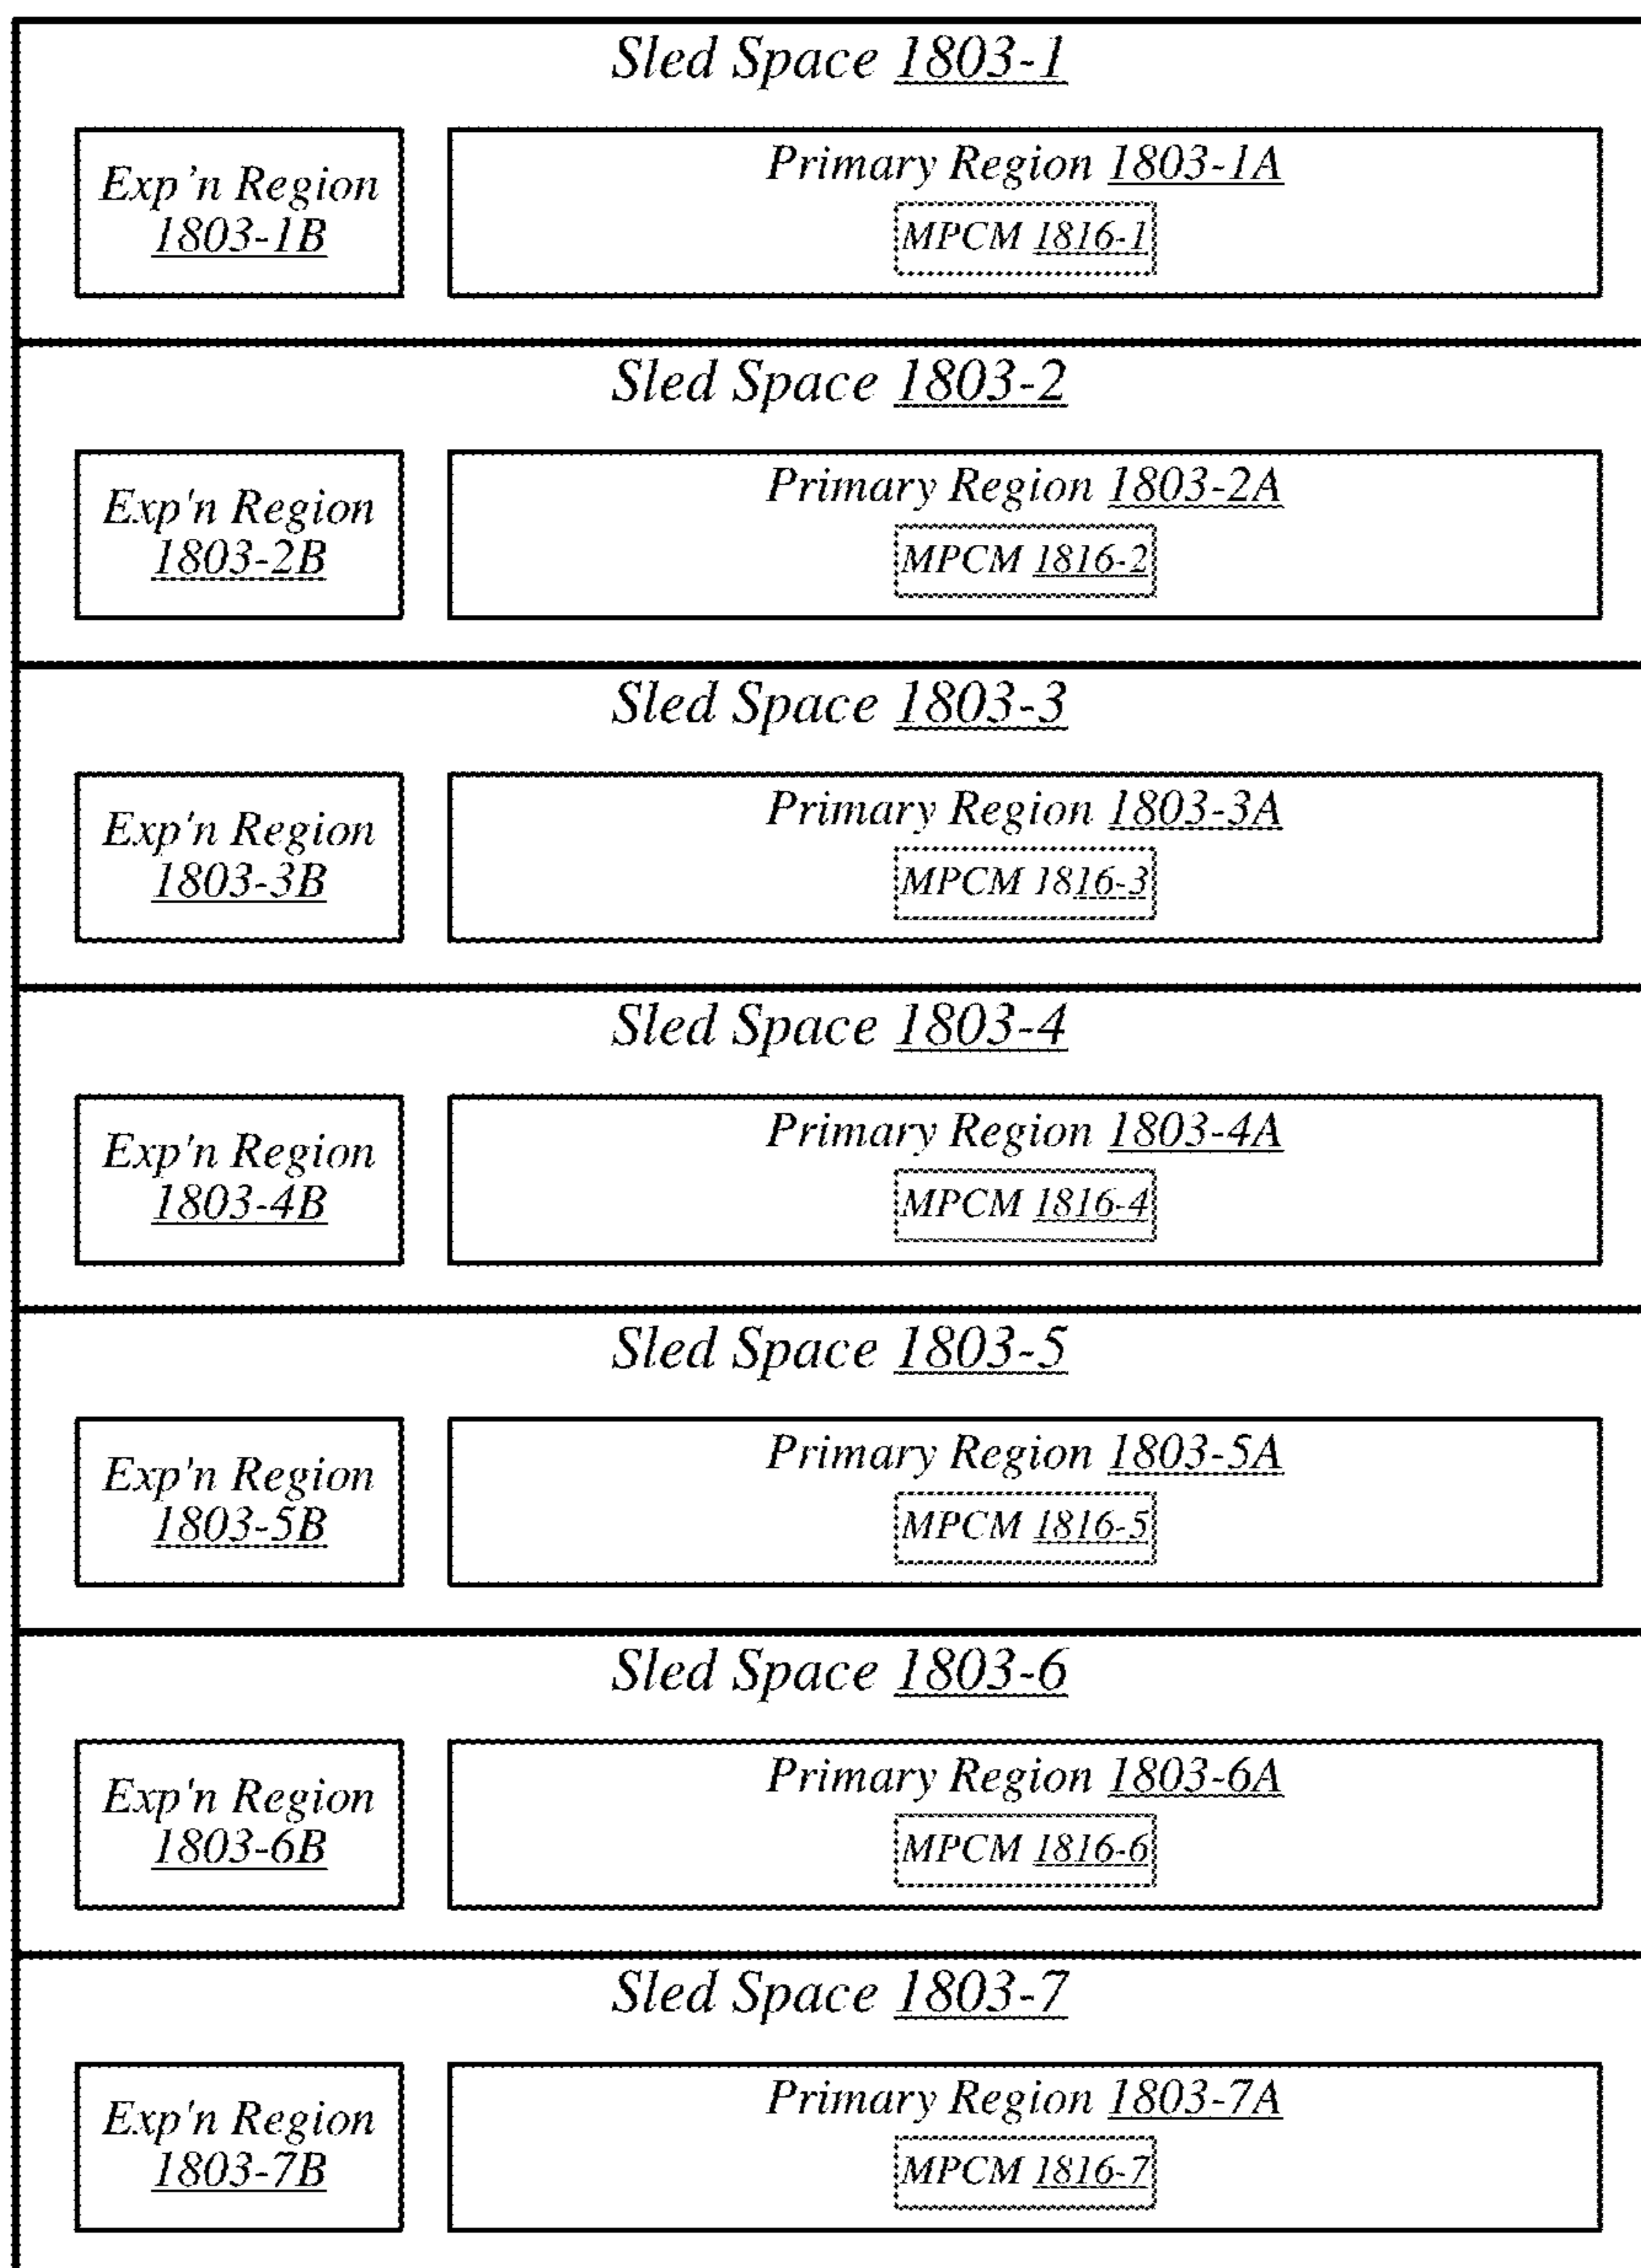 Sled Space 1803-1
Exp’n Region
1803-1B
Primary Region 1803-1A
MPCM 1816-1
Sled Space 1803-2
Exp'n Region
1803-2B
Primary Region 1803-2A
MPCM 1816-2
Sled Space 1803-3
Exp'n Region
1803-3B
Primary Region 1803-3A
MPCM 1816-3
Sled Space 1803-4
Exp'n Region
1803-4B
Primary Region 1803-4A
MPCM 1816-4
Sled Space 1803-5
Exp'n Region
1803-5B
Primary Region 1803-5A
MPCM 1816-5
Sled Space 1803-6
Exp'n Region
1803-6B
Primary Region 1803-6A
MPCM 1816-6
Sled Space 1803-7
Exp'n Region
1803-7B
Primary Region 1803-7A
MPCM 1816-7